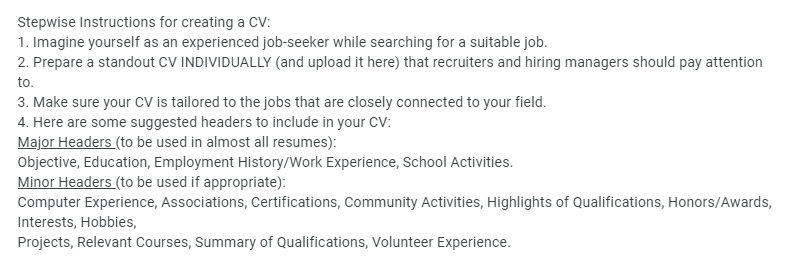 Stepwise Instructions for creating a CV:
1. Imagine yourself as an experienced job-seeker while searching for a suitable job.
2. Prepare a standout CV INDIVIDUALLY (and upload it here) that recruiters and hiring managers should pay attention
to.
3. Make sure your CV is tailored to the jobs that are closely connected to your field.
4. Here are some suggested headers to include in your CV:
Major Headers (to be used in almost all resumes):
Objective, Education, Employment History/Work Experience, School Activities.
Minor Headers (to be used if appropriate):
Computer Experience, Associations, Certifications, Community Activities, Highlights of Qualifications, Honors/Awards,
Interests, Hobbies,
Projects, Relevant Courses, Summary of Qualifications, Volunteer Experience.